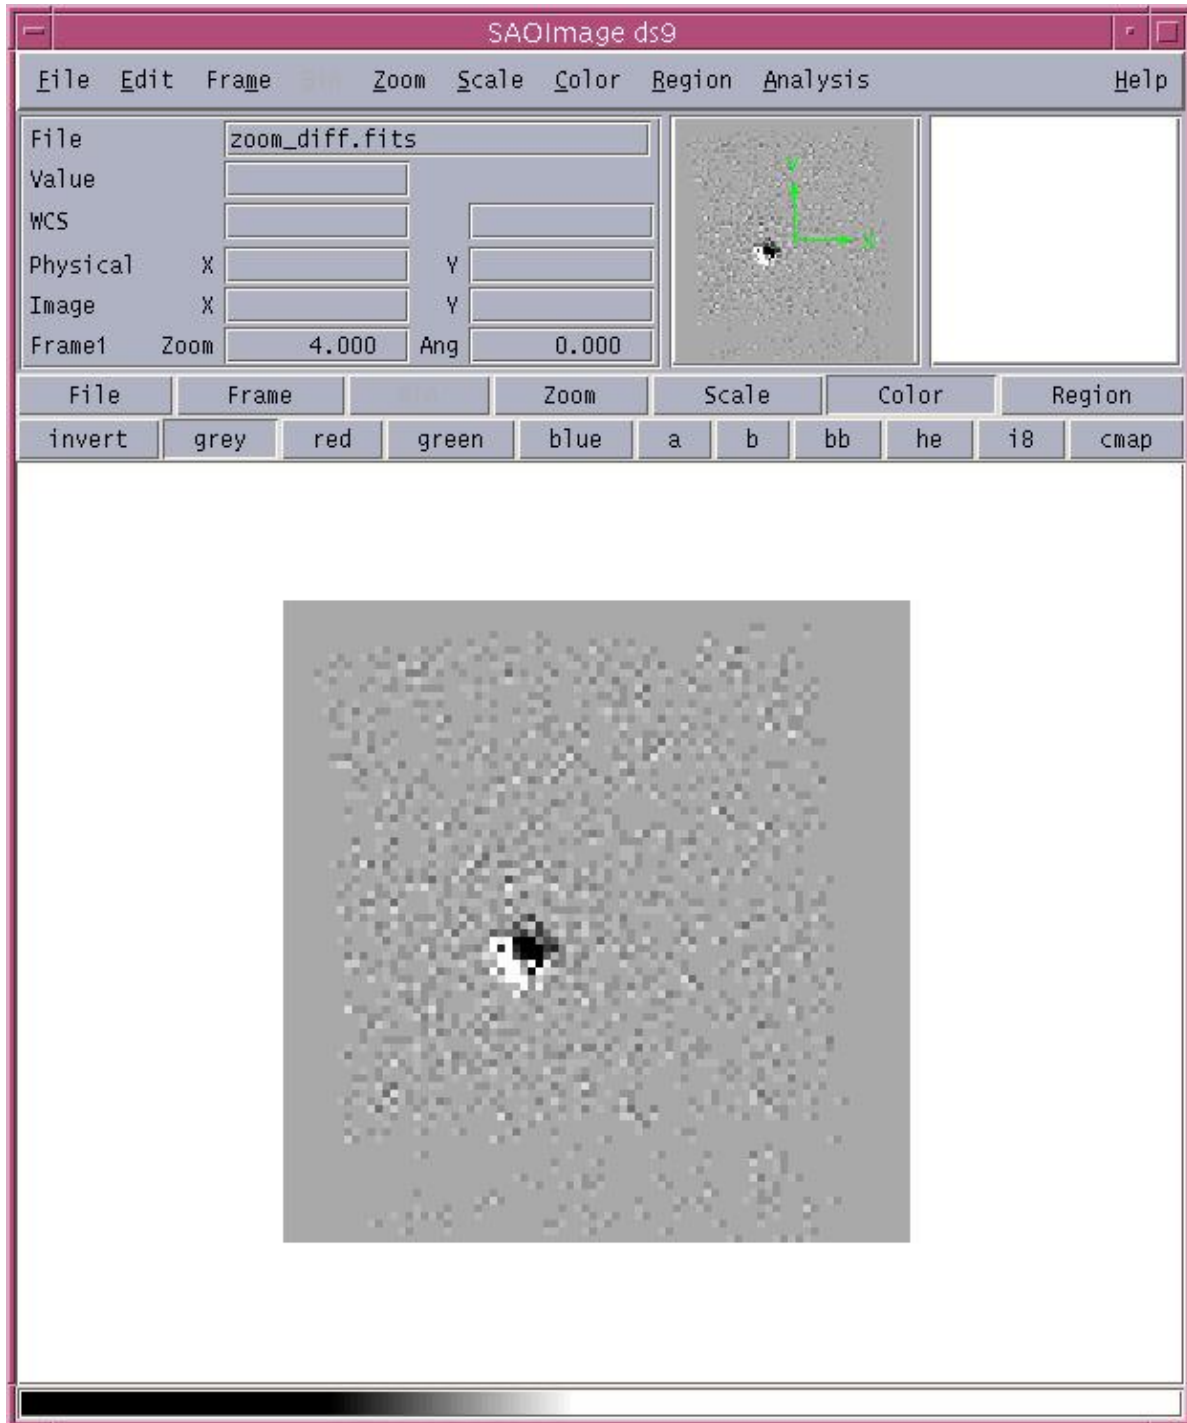 SAOImage ds9
File Edit Frame Zoom Scale Color Region Analysis Help
File zoom_diff.fits
Value
WCS
Physical X Y
Image X Y
Frame1 Zoom 4.000 Ang 0.000
Y
X
File Frame Zoom Scale Color Region
invert grey red green blue a b bb he i8 cmap